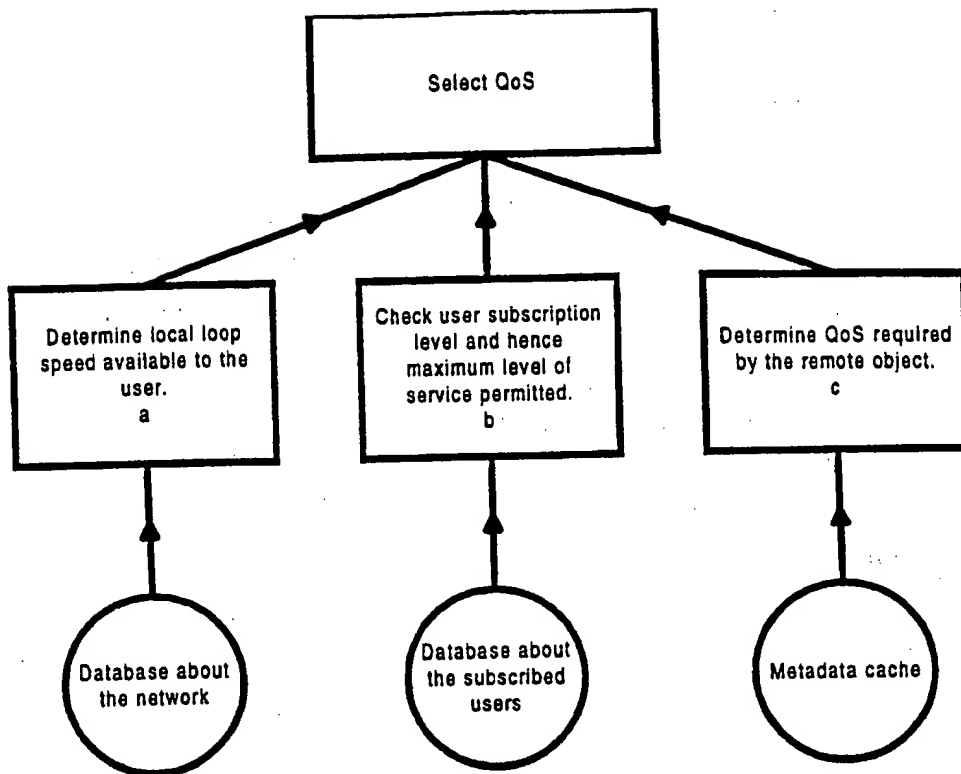 Select QoS
Determine local loop
speed available to the
user.
a
Check user subscription
level and hence
maximum level of
service permitted.
b
Determine QoS required
by the remote object.
c
Database about
the network
Database about
the subscribed
users
Metadata cache